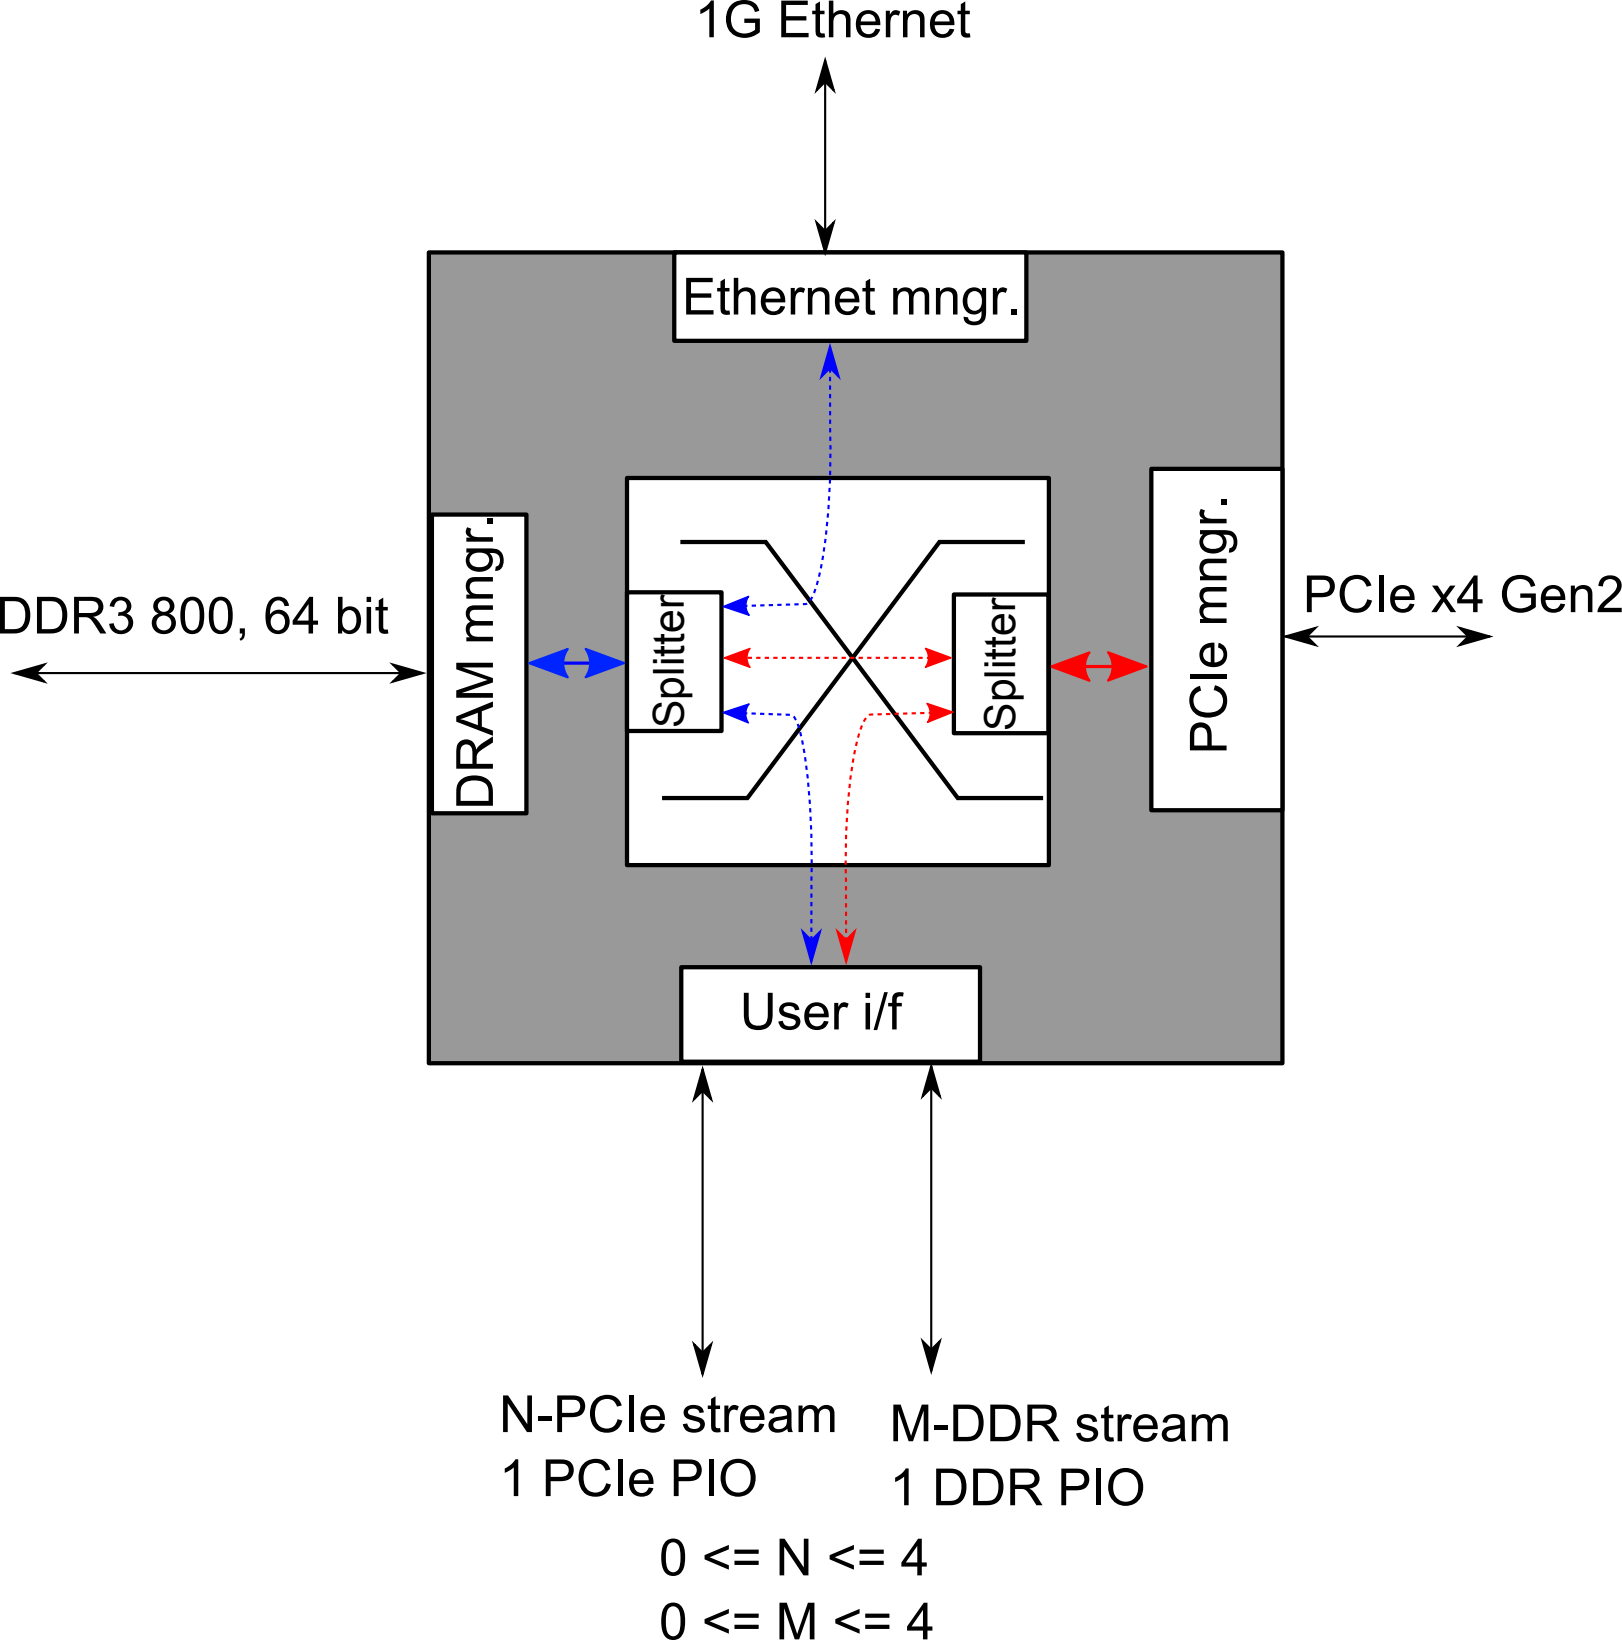 1G Ethernet
Ethernet mngr.
DDR3 800, 64 bit
DRAM mngr.
Splitter
Splitter
PCIe mngr.
PCIe x4 Gen2
User i/f
N-PCIe stream
1 PCIe PIO
M-DDR stream
1 DDR PIO
0 <= N <= 4
0 <= M <= 4